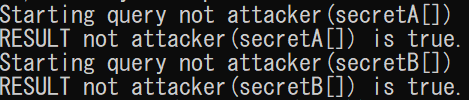 Starting query not attacker(secretA[])
RESULT not attacker(secretA[]) is true.
Starting query not attacker(secretB[])
RESULT not attacker(secretB[]) is true.